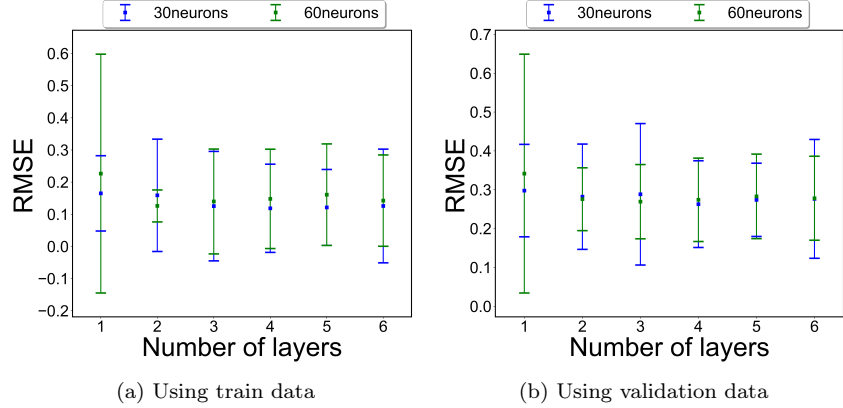 30neurons 60neurons
0.6
0.5
0.4
0.3
0.2
0.1
0.0
−0.1
−0.2
RMSE
1 2 3 4 5 6
Number of layers
(a) Using train data
30neurons 60neurons
0.7
0.6
0.5
0.4
0.3
0.2
0.1
0.0
RMSE
1 2 3 4 5 6
Number of layers
(b) Using validation data